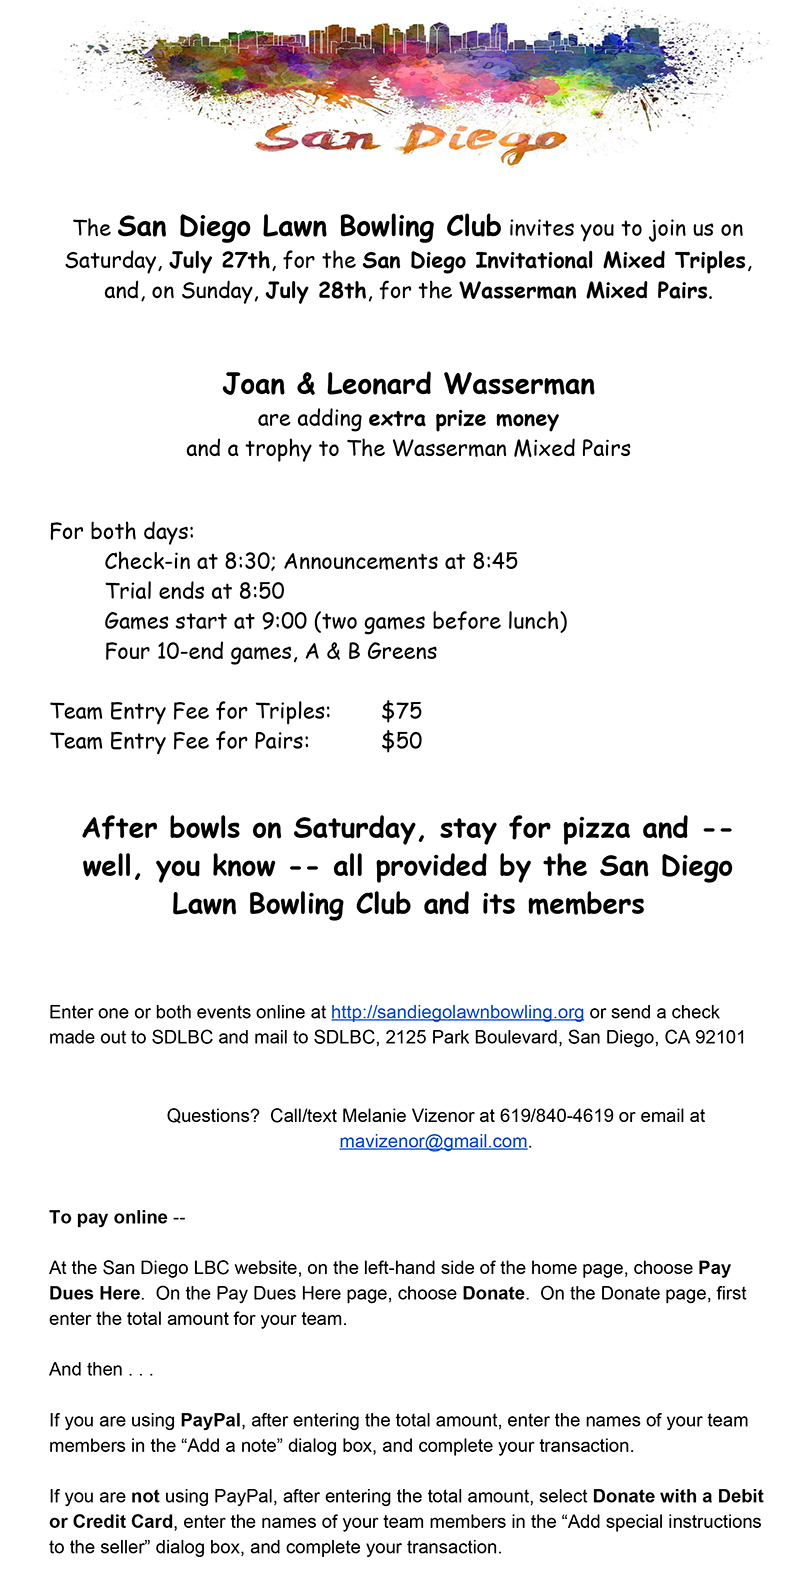 San Diego
The San Diego Lawn Bowling Club invites you to join us on
Saturday, July 27th, for the San Diego Invitational Mixed Triples,
and, on Sunday, July 28th, for the Wasserman Mixed Pairs.
Joan & Leonard Wasserman
are adding extra prize money
and a trophy to The Wasserman Mixed Pairs
For both days:
Check-in at 8:30; Announcements at 8:45
Trial ends at 8:50
Games start at 9:00 (two games before lunch)
Four 10-end games, A & B Greens
Team Entry Fee for Triples: $75
Team Entry Fee for Pairs: $50
After bowls on Saturday, stay for pizza and --
well, you know -- all provided by the San Diego
Lawn Bowling Club and its members
Enter one or both events online at http://sandiegolawnbowling.org or send a check
made out to SDLBC and mail to SDLBC, 2125 Park Boulevard, San Diego, CA 92101
Questions?  Call/text Melanie Vizenor at 619/840-4619 or email at
mavizenor@gmail.com.
To pay online --
At the San Diego LBC website, on the left-hand side of the home page, choose Pay
Dues Here.  On the Pay Dues Here page, choose Donate.  On the Donate page, first
enter the total amount for your team.
And then . . .
If you are using PayPal, after entering the total amount, enter the names of your team
members in the “Add a note” dialog box, and complete your transaction.
If you are not using PayPal, after entering the total amount, select Donate with a Debit
or Credit Card, enter the names of your team members in the “Add special instructions
to the seller” dialog box, and complete your transaction.